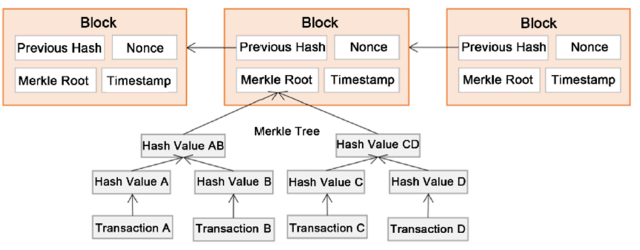 Block
Block
Block
Previous Hash
Nonce
Previous Hash
Nonce
Previous Hash
Nonce
Merkle Root
Timestamp
Merkle Root
Timestamp
Merkle Root
Timestamp
Merkle Tree
Hash Value AB
Hash Value CD
Hash Value A
Hash Value B
Hash Value C
Hash Value D
Transaction A
Transaction B
Transaction C
Transaction D